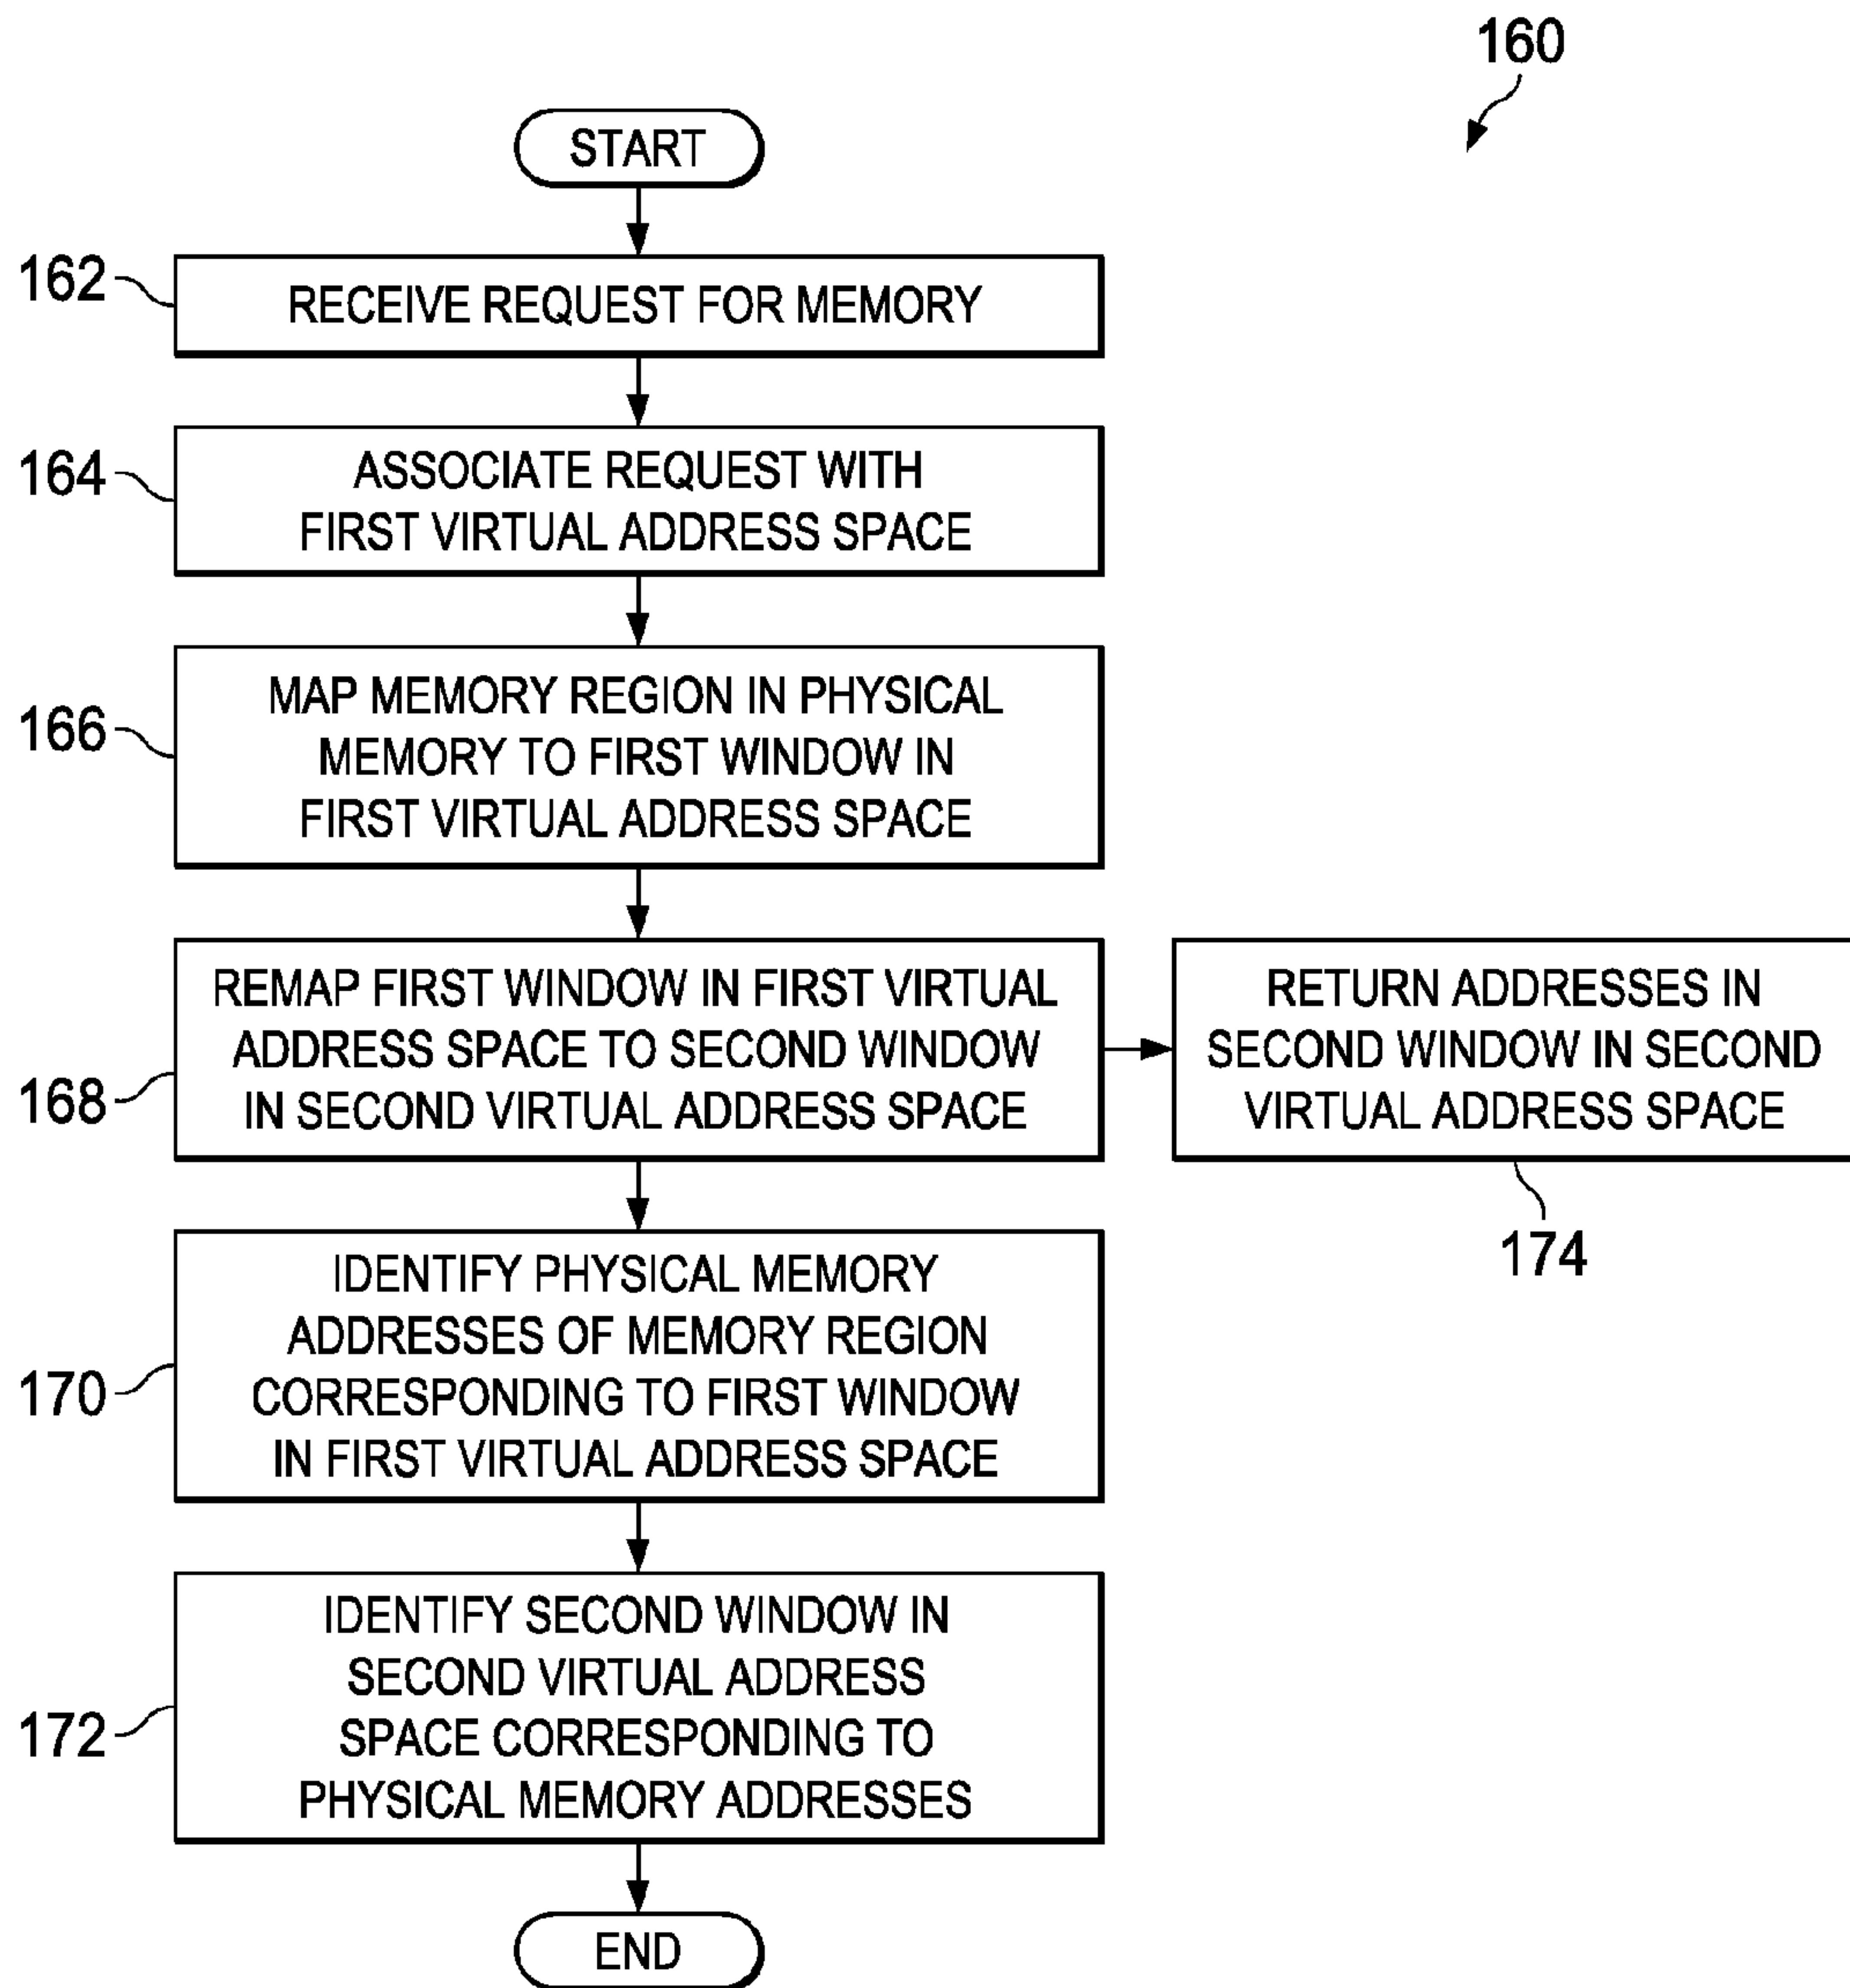 160
START
162
RECEIVE REQUEST FOR MEMORY
164
ASSOCIATE REQUEST WITH
FIRST VIRTUAL ADDRESS SPACE
166
MAP MEMORY REGION IN PHYSICAL
MEMORY TO FIRST WINDOW IN
FIRST VIRTUAL ADDRESS SPACE
168
REMAP FIRST WINDOW IN FIRST VIRTUAL
ADDRESS SPACE TO SECOND WINDOW
IN SECOND VIRTUAL ADDRESS SPACE
RETURN ADDRESSES IN
SECOND WINDOW IN SECOND
VIRTUAL ADDRESS SPACE
174
170
IDENTIFY PHYSICAL MEMORY
ADDRESSES OF MEMORY REGION
CORRESPONDING TO FIRST WINDOW
IN FIRST VIRTUAL ADDRESS SPACE
172
IDENTIFY SECOND WINDOW IN
SECOND VIRTUAL ADDRESS
SPACE CORRESPONDING TO
PHYSICAL MEMORY ADDRESSES
END